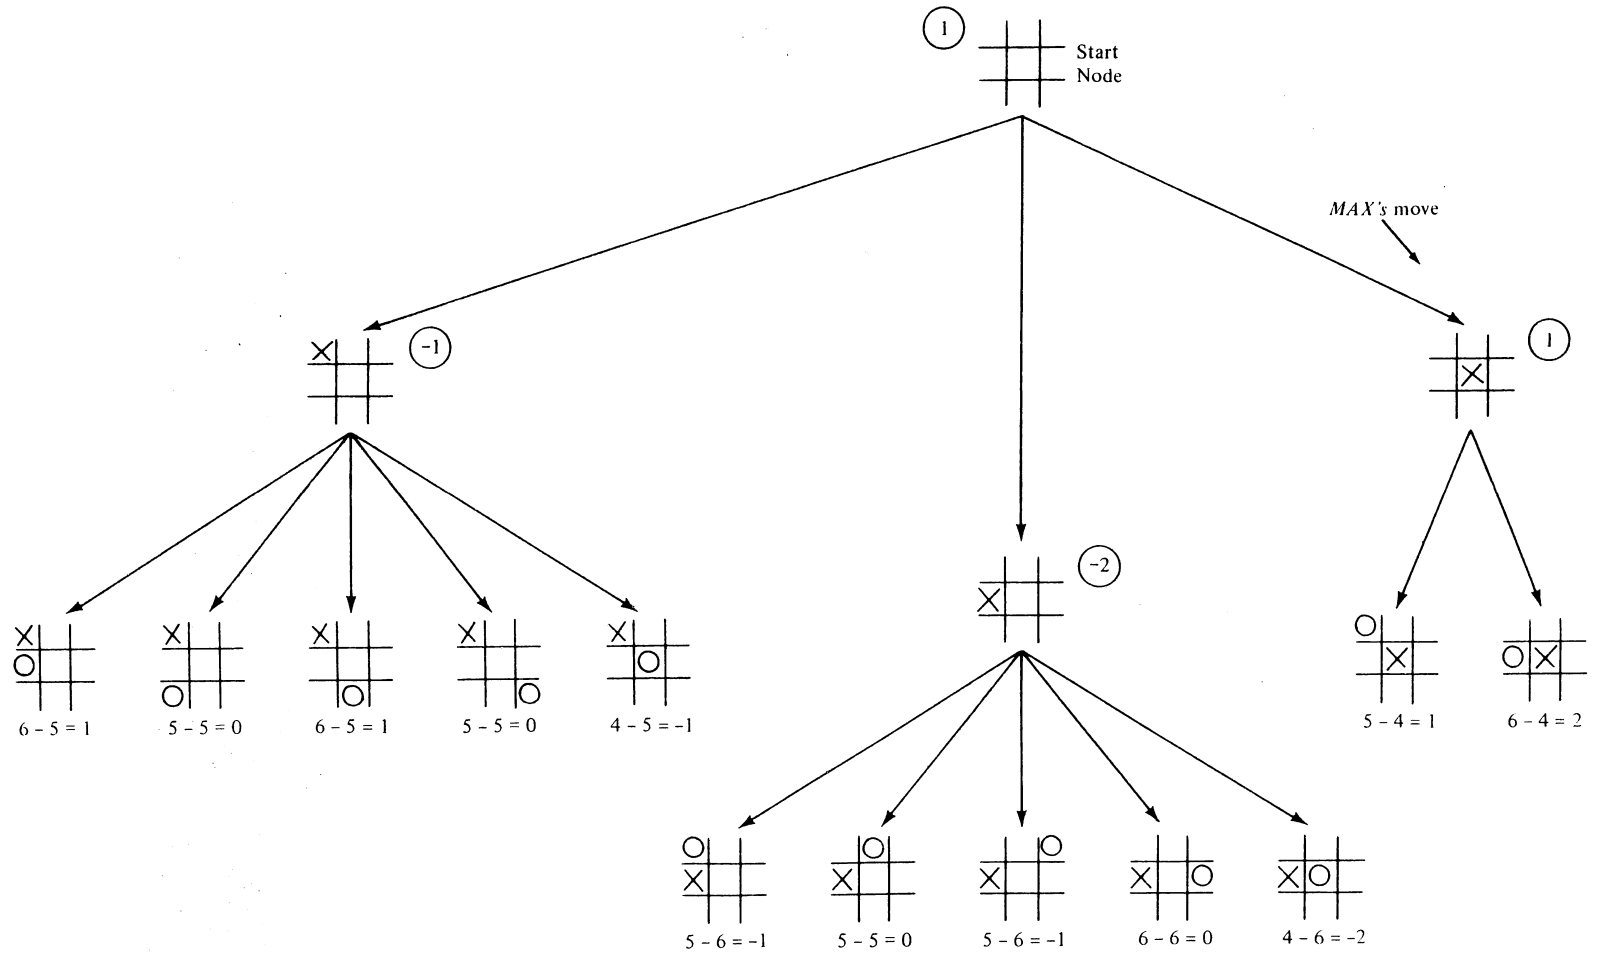 1
Start
Node
MAX's move
X
-1
X
1
X
-2
X
O
X
O
X
O
X
O
X
O
O
X
O X
6 - 5 = 1
5 - 5 = 0
6 - 5 = 1
5 - 5 = 0
4 - 5 = -1
5 - 4 = 1
6 - 4 = 2
O
X
O
X
O
X
X O
X O
5 - 6 = -1
5 - 5 = 0
5 - 6 = -1
6 - 6 = 0
4 - 6 = -2